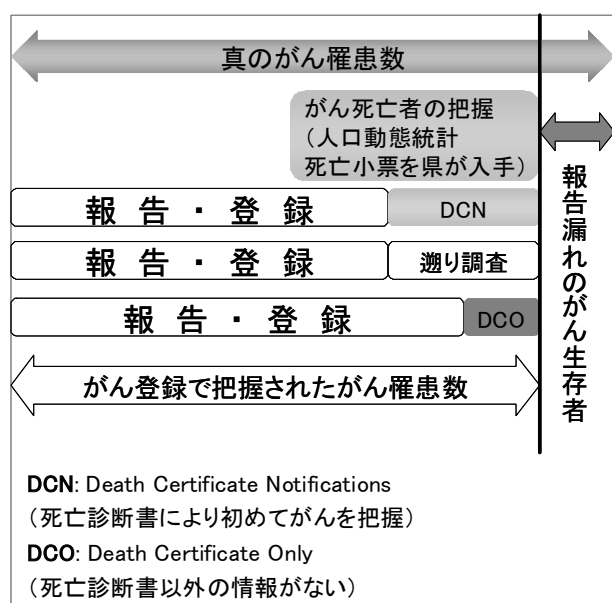 真のがん罹患数
がん死亡者の把握
（人口動態統計
死亡小票を県が入手）
報告漏れのがん生存者
報 告 ・ 登 録
DCN
報 告 ・ 登 録
遡り調査
報 告 ・ 登 録
DCO
がん登録で把握されたがん罹患数
DCN: Death Certificate Notifications
（死亡診断書により初めてがんを把握）
DCO: Death Certificate Only
（死亡診断書以外の情報がない）